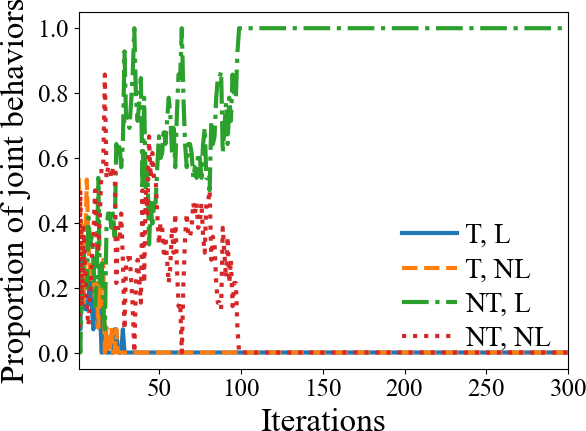 Proportion of joint behaviors
1.0
0.8
0.6
0.4
0.2
0.0
T, L
T, NL
NT, L
NT, NL
50 100 150 200 250 300
Iterations